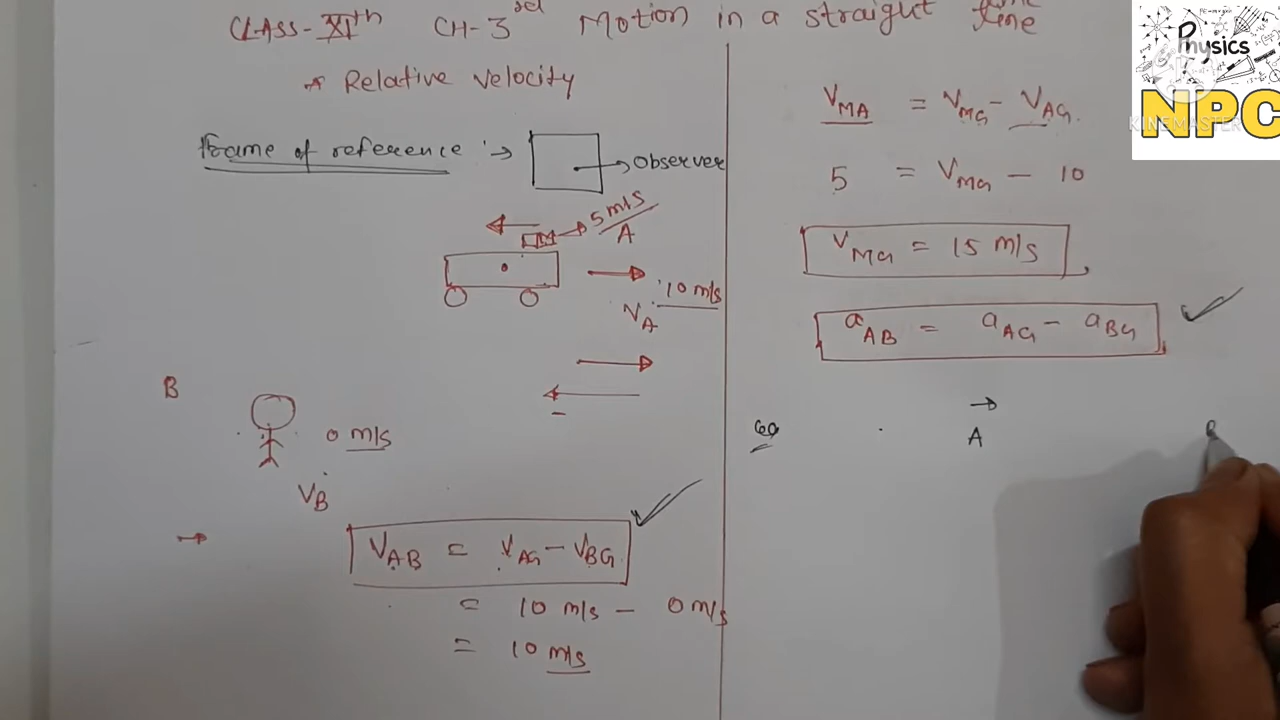 CLASS-XIth CH-3rd Motion in a straight line
* Relative velocity
Frame of reference :→ Observer
5 m/s
A
10 m/s
VA
B
0 m/s
VB
→ VAB = VAG - VBG
= 10 m/s - 0 m/s
= 10 m/s
VMA = VMG - VAG
5 = VMG - 10
VMG = 15 m/s
aAB = aAG - aBG
A
Physics
NPC
KINEMASTER